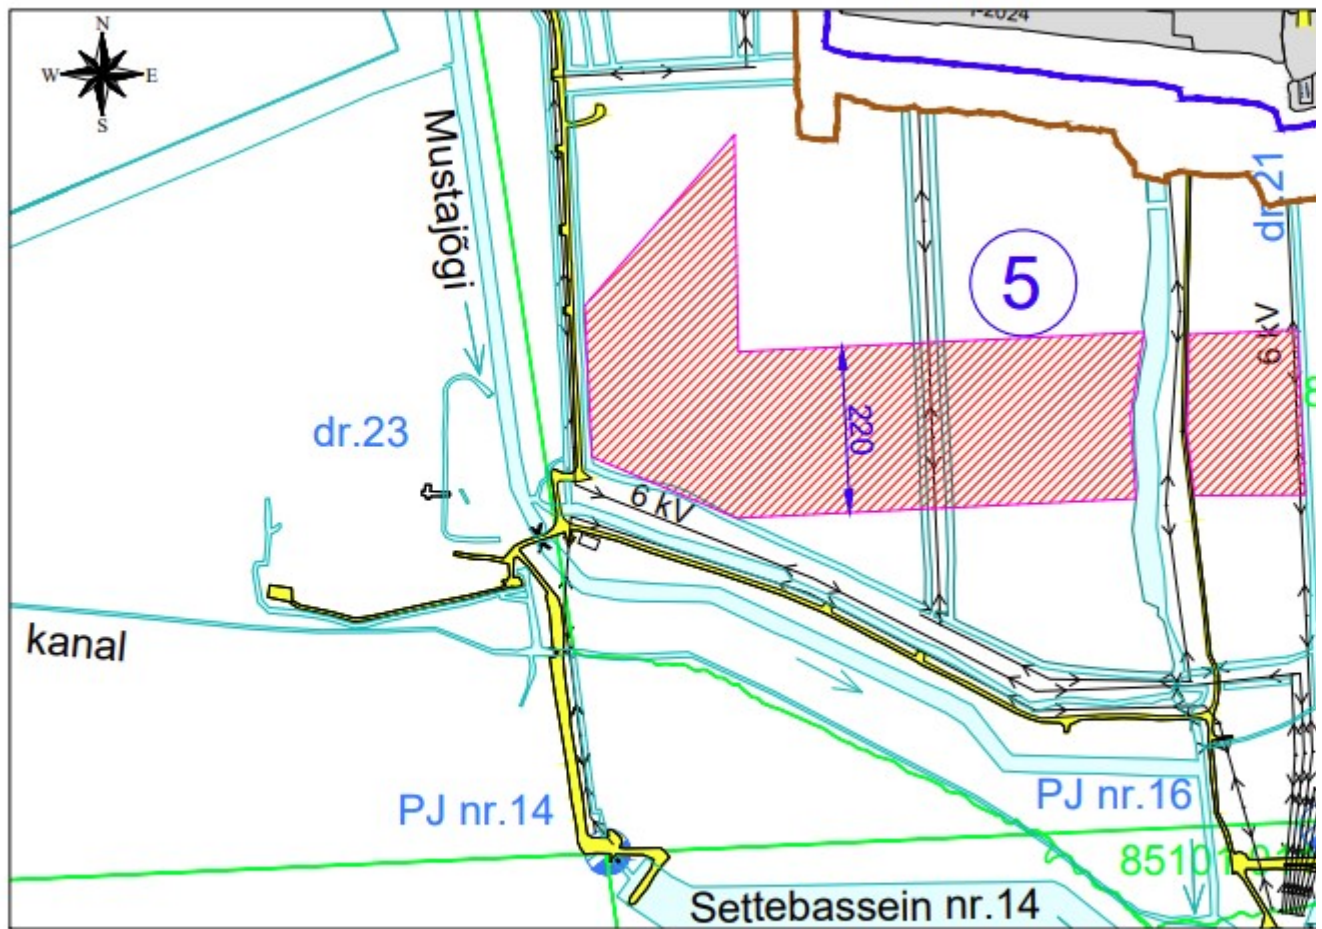 N
W E
S
Mustajõgi
dr.21
5
6 kV
220
dr.23
6 kV
kanal
PJ nr.14
PJ nr.16
Settebassein nr.14